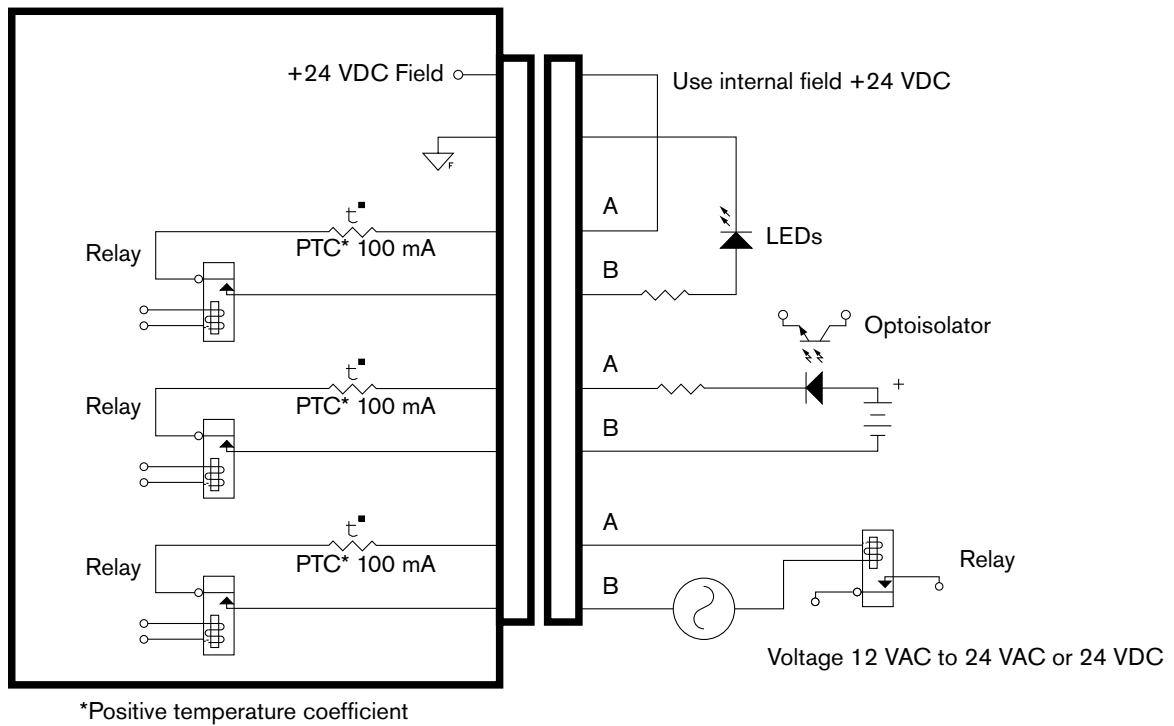 +24 VDC Field
Use internal field +24 VDC
F
A
t
PTC* 100 mA
Relay
LEDs
B
Optoisolator
A
t
PTC* 100 mA
Relay
+
B
A
t
PTC* 100 mA
Relay
Relay
B
Voltage 12 VAC to 24 VAC or 24 VDC
*Positive temperature coefficient